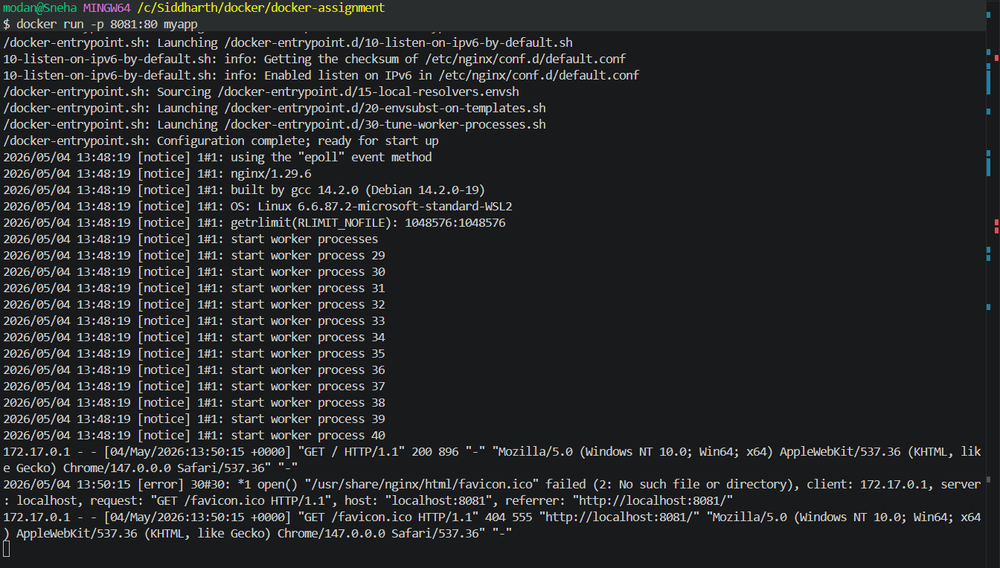 modan@Sneha MINGW64 /c/Siddharth/docker/docker-assignment
$ docker run -p 8081:80 myapp
/docker-entrypoint.sh: Launching /docker-entrypoint.d/10-listen-on-ipv6-by-default.sh
10-listen-on-ipv6-by-default.sh: info: Getting the checksum of /etc/nginx/conf.d/default.conf
10-listen-on-ipv6-by-default.sh: info: Enabled listen on IPv6 in /etc/nginx/conf.d/default.conf
/docker-entrypoint.sh: Sourcing /docker-entrypoint.d/15-local-resolvers.envsh
/docker-entrypoint.sh: Launching /docker-entrypoint.d/20-envsubst-on-templates.sh
/docker-entrypoint.sh: Launching /docker-entrypoint.d/30-tune-worker-processes.sh
/docker-entrypoint.sh: Configuration complete; ready for start up
2026/05/04 13:48:19 [notice] 1#1: using the "epoll" event method
2026/05/04 13:48:19 [notice] 1#1: nginx/1.29.6
2026/05/04 13:48:19 [notice] 1#1: built by gcc 14.2.0 (Debian 14.2.0-19)
2026/05/04 13:48:19 [notice] 1#1: OS: Linux 6.6.87.2-microsoft-standard-WSL2
2026/05/04 13:48:19 [notice] 1#1: getrlimit(RLIMIT_NOFILE): 1048576:1048576
2026/05/04 13:48:19 [notice] 1#1: start worker processes
2026/05/04 13:48:19 [notice] 1#1: start worker process 29
2026/05/04 13:48:19 [notice] 1#1: start worker process 30
2026/05/04 13:48:19 [notice] 1#1: start worker process 31
2026/05/04 13:48:19 [notice] 1#1: start worker process 32
2026/05/04 13:48:19 [notice] 1#1: start worker process 33
2026/05/04 13:48:19 [notice] 1#1: start worker process 34
2026/05/04 13:48:19 [notice] 1#1: start worker process 35
2026/05/04 13:48:19 [notice] 1#1: start worker process 36
2026/05/04 13:48:19 [notice] 1#1: start worker process 37
2026/05/04 13:48:19 [notice] 1#1: start worker process 38
2026/05/04 13:48:19 [notice] 1#1: start worker process 39
2026/05/04 13:48:19 [notice] 1#1: start worker process 40
172.17.0.1 - - [04/May/2026:13:50:15 +0000] "GET / HTTP/1.1" 200 896 "-" "Mozilla/5.0 (Windows NT 10.0; Win64; x64) AppleWebKit/537.36 (KHTML, lik
e Gecko) Chrome/147.0.0.0 Safari/537.36" "-"
2026/05/04 13:50:15 [error] 30#30: *1 open() "/usr/share/nginx/html/favicon.ico" failed (2: No such file or directory), client: 172.17.0.1, server
: localhost, request: "GET /favicon.ico HTTP/1.1", host: "localhost:8081", referrer: "http://localhost:8081/"
172.17.0.1 - - [04/May/2026:13:50:15 +0000] "GET /favicon.ico HTTP/1.1" 404 555 "http://localhost:8081/" "Mozilla/5.0 (Windows NT 10.0; Win64; x64
) AppleWebKit/537.36 (KHTML, like Gecko) Chrome/147.0.0.0 Safari/537.36" "-"